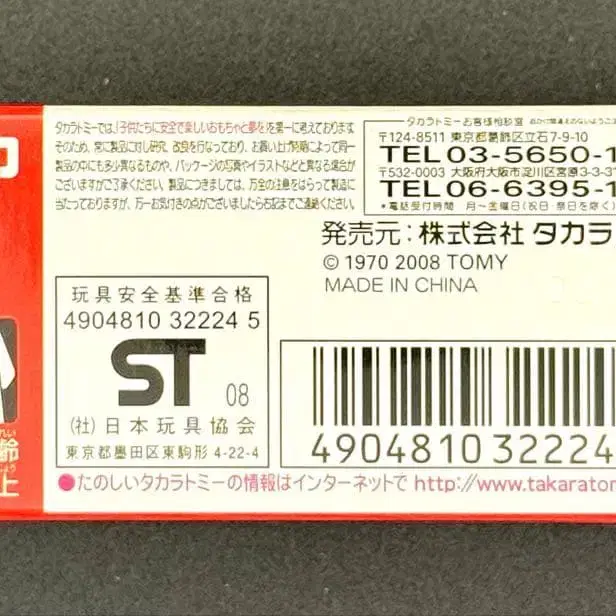 タカラトミーでは、「子供たちに安全で楽しいおもちゃと夢を」を第一に考えております
そのため、常に製品に対し研究、改良を行なっており、お買い上げ時期によって同一
製品の中にも多少異なるものや、パッケージの写真やイラストなどと異なる場合が
ございますがご了承ください。製品につきましては、万全の注意をはらって製品に
当たっておりますが、万一お気付きの点がございましたら右記までご連絡ください。
タカラトミーお客様相談室
〒124-8511 東京都葛飾区立石7-9-10
TEL 03-5650-1
〒532-0003 大阪府大阪市淀川区宮原3-3-31
TEL 06-6395-1
*電話受付時間 月〜金曜日(祝日・祭日を除く)
発売元:株式会社 タカラ
© 1970 2008 TOMY
MADE IN CHINA
玩具安全基準合格
4904810 32224 5
ST 08
(社)日本玩具協会
東京都墨田区東駒形 4-22-4
4904810 32224
齢
上
●たのしいタカラトミーの情報はインターネットで http://www.takarator